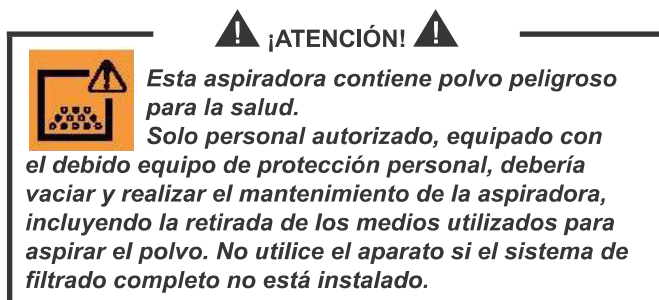 ¡ATENCIÓN!
Esta aspiradora contiene polvo peligroso
para la salud.
Solo personal autorizado, equipado con
el debido equipo de protección personal, debería
vaciar y realizar el mantenimiento de la aspiradora,
incluyendo la retirada de los medios utilizados para
aspirar el polvo. No utilice el aparato si el sistema de
filtrado completo no está instalado.